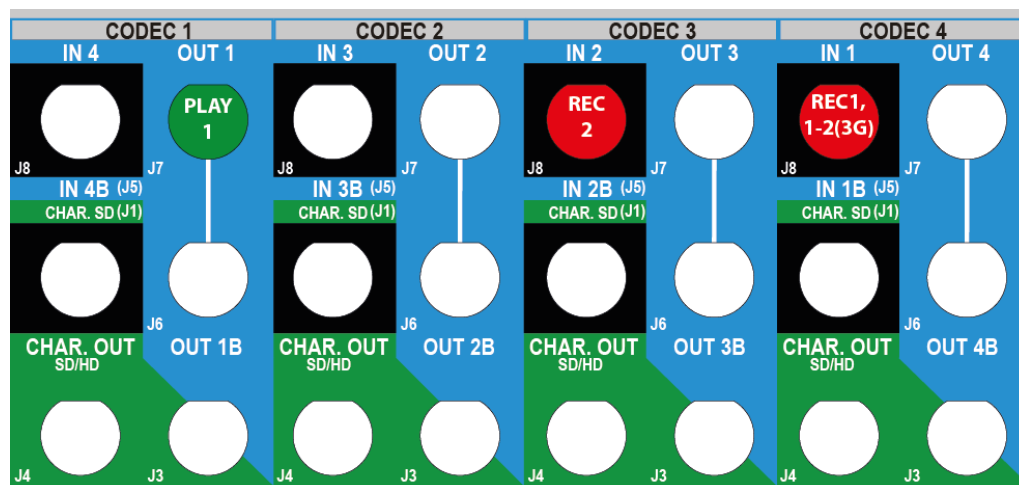 CODEC 1 CODEC 2 CODEC 3 CODEC 4
IN 4 OUT 1 IN 3 OUT 2 IN 2 OUT 3 IN 1 OUT 4
PLAY REC REC1,
1 2 1-2(3G)
J8 J7 J8 J7 J8 J7 J8 J7
IN 4B (J5) IN 3B (J5) IN 2B (J5) IN 1B (J5)
CHAR. SD (J1) CHAR. SD (J1) CHAR. SD (J1) CHAR. SD (J1)
J6 J6 J6 J6
CHAR. OUT OUT 1B CHAR. OUT OUT 2B CHAR. OUT OUT 3B CHAR. OUT OUT 4B
SD/HD SD/HD SD/HD SD/HD
J4 J3 J4 J3 J4 J3 J4 J3